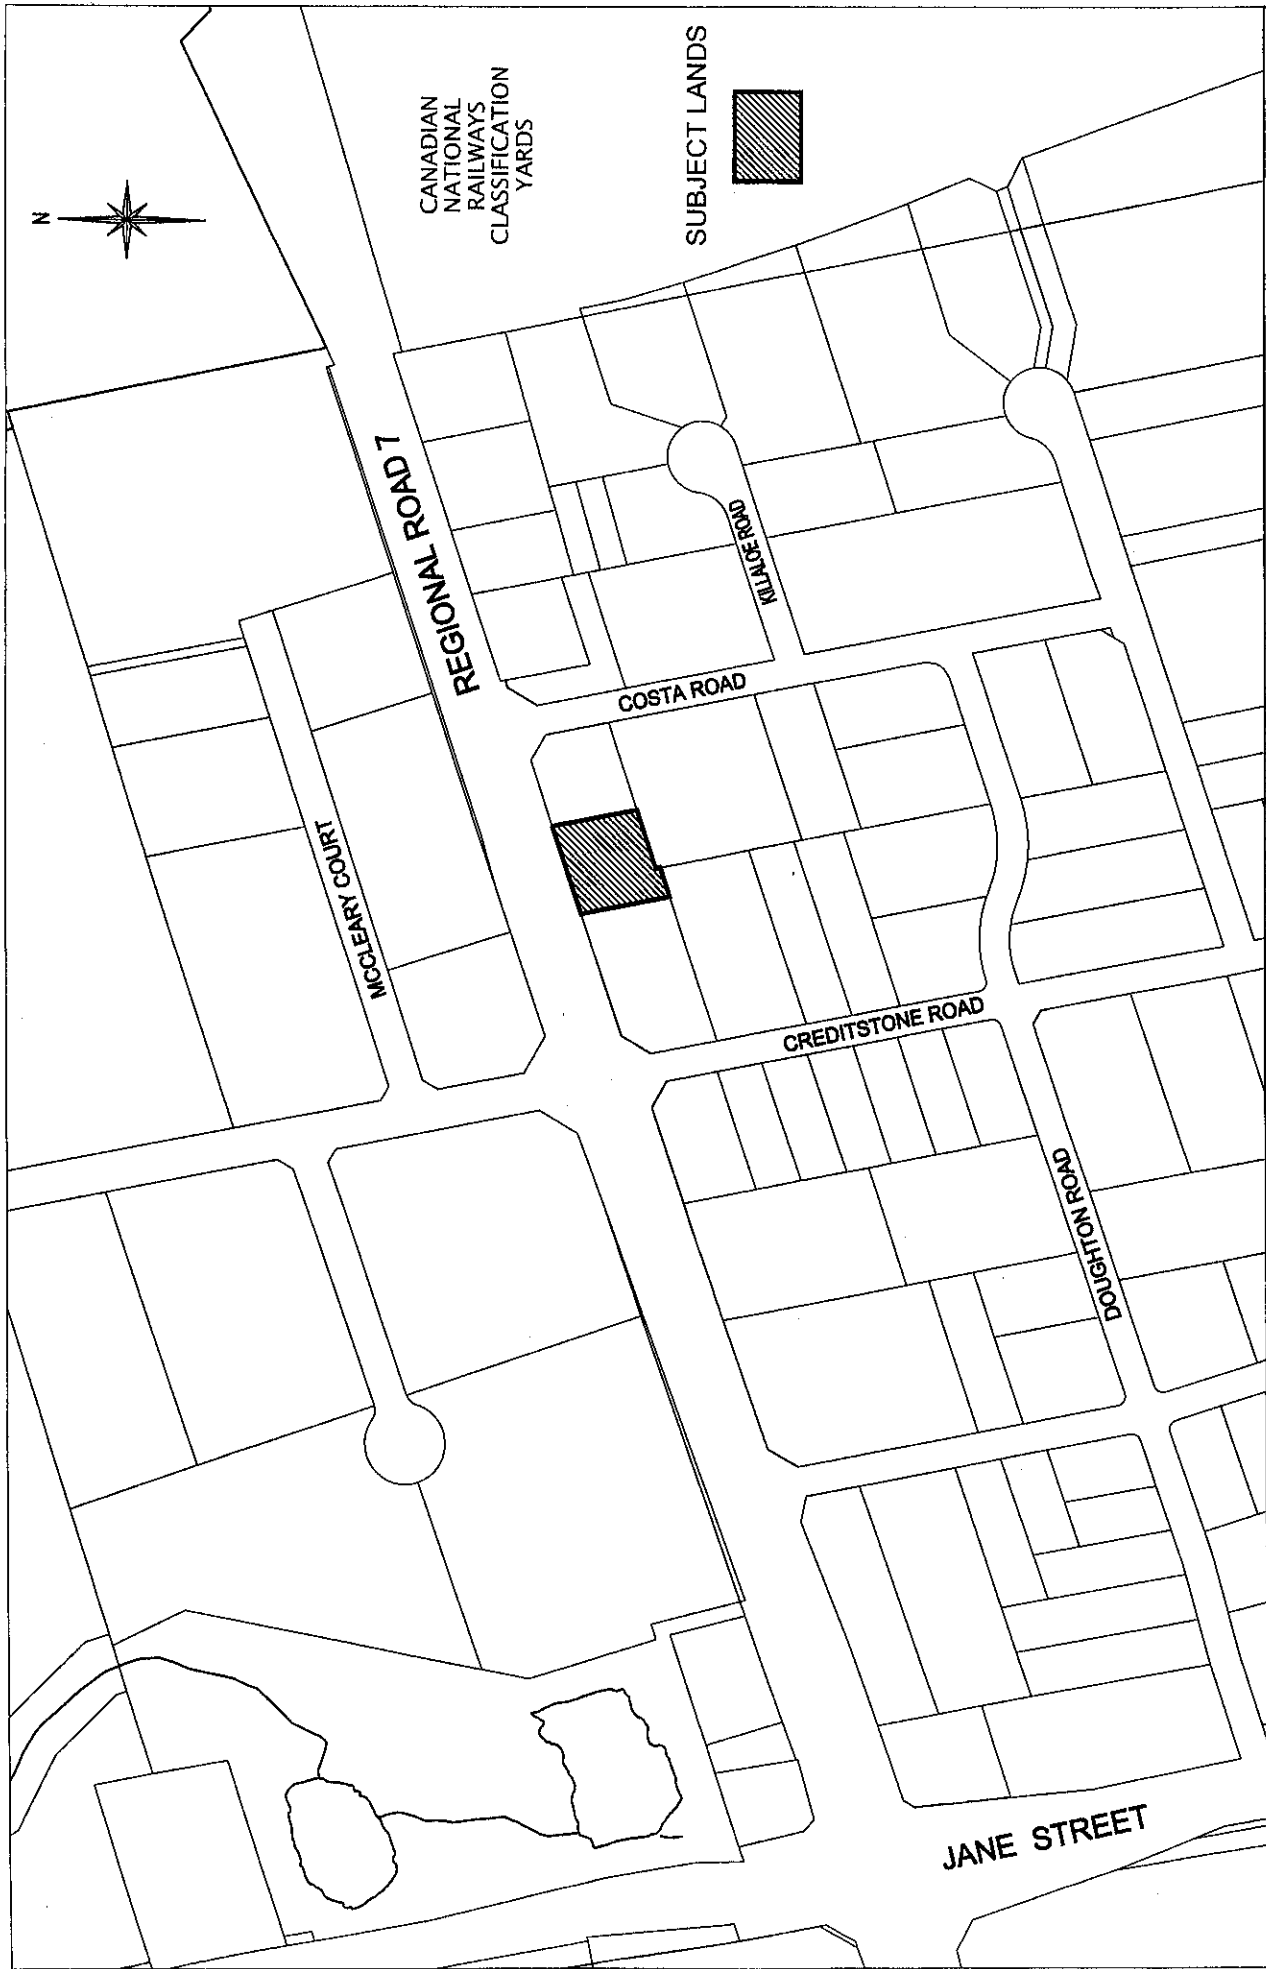 N
CANADIAN
NATIONAL
RAILWAYS
CLASSIFICATION
YARDS
SUBJECT LANDS
REGIONAL ROAD 7
KILLALOE ROAD
COSTA ROAD
MCCLEARY COURT
CREDITSTONE ROAD
DOUGHTON ROAD
JANE STREET